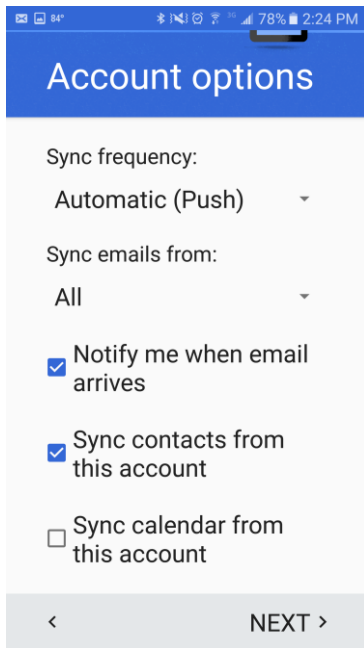 84° 3G 78% 2:24 PM
Account options
Sync frequency:
Automatic (Push)
Sync emails from:
All
Notify me when email
arrives
Sync contacts from
this account
Sync calendar from
this account
< NEXT >